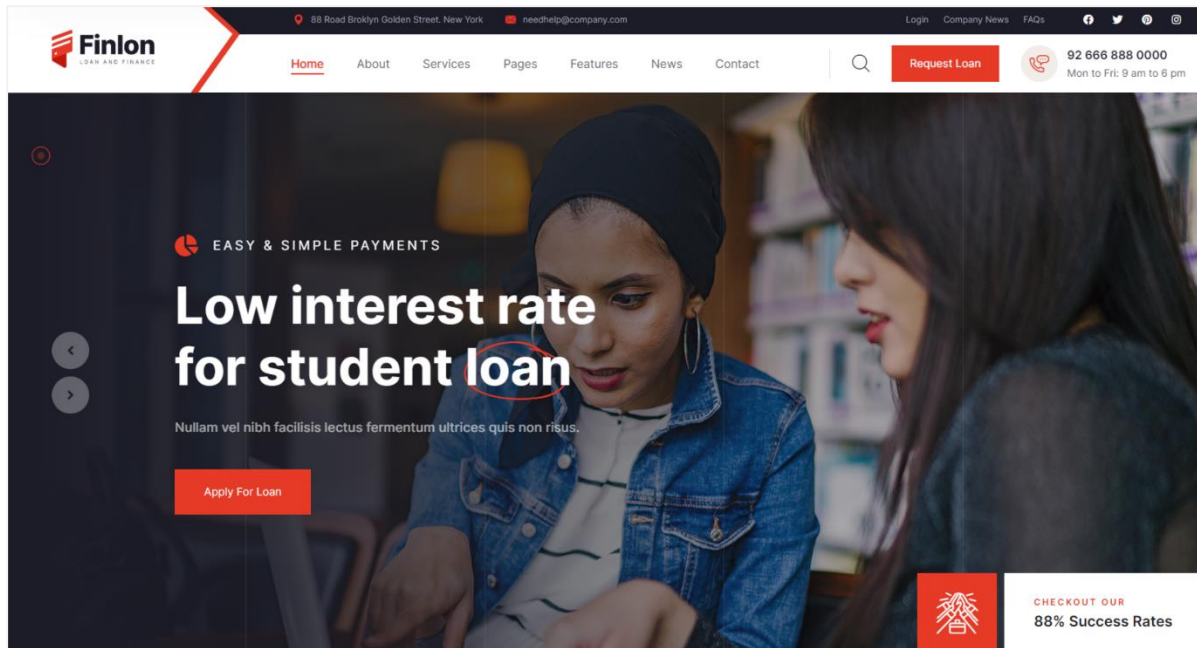 88 Road Broklyn Golden Street. New York needhelp@company.com Login Company News FAQs
Finlon
LOAN AND FINANCE
Home About Services Pages Features News Contact Request Loan
92 666 888 0000
Mon to Fri: 9 am to 6 pm
EASY & SIMPLE PAYMENTS
Low interest rate
for student loan
Nullam vel nibh facilisis lectus fermentum ultrices quis non risus.
Apply For Loan
CHECKOUT OUR
88% Success Rates